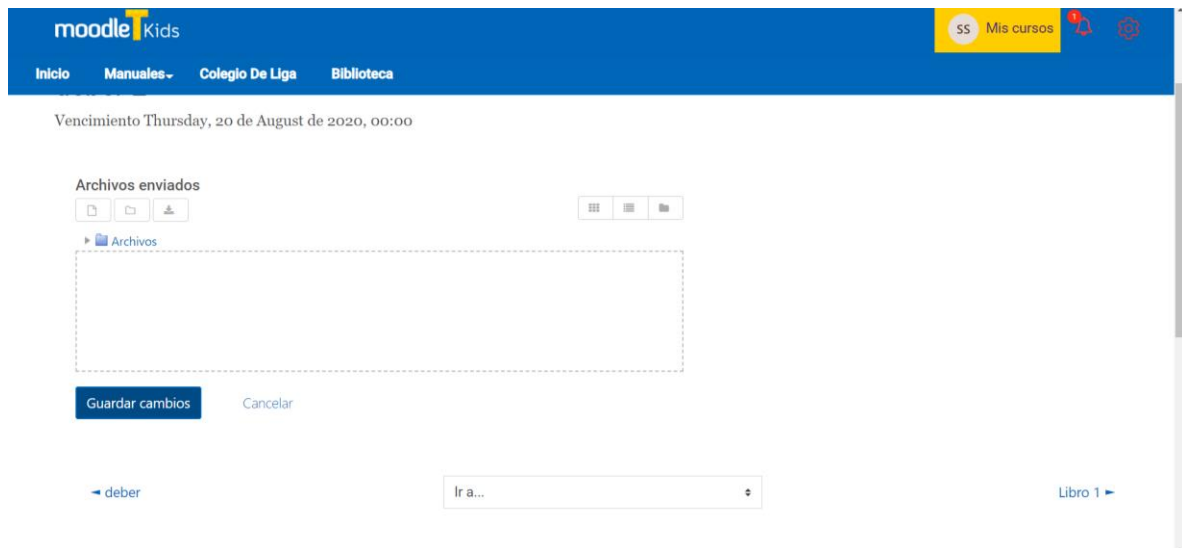 moodle T Kids
SS Mis cursos 1
Inicio Manuales Colegio De Liga Biblioteca
Vencimiento Thursday, 20 de August de 2020, 00:00
Archivos enviados
Archivos
Guardar cambios Cancelar
◄ deber Ir a... Libro 1 ►